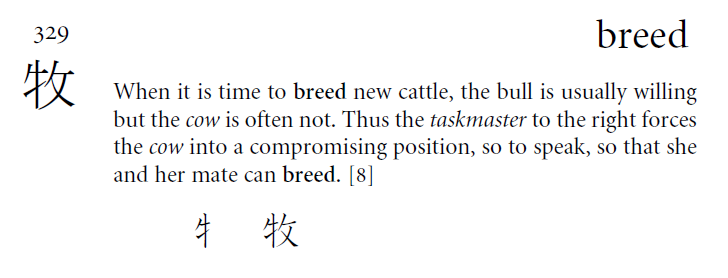 329
breed
牧
When it is time to breed new cattle, the bull is usually willing
but the cow is often not. Thus the taskmaster to the right forces
the cow into a compromising position, so to speak, so that she
and her mate can breed. [8]
牜 牧